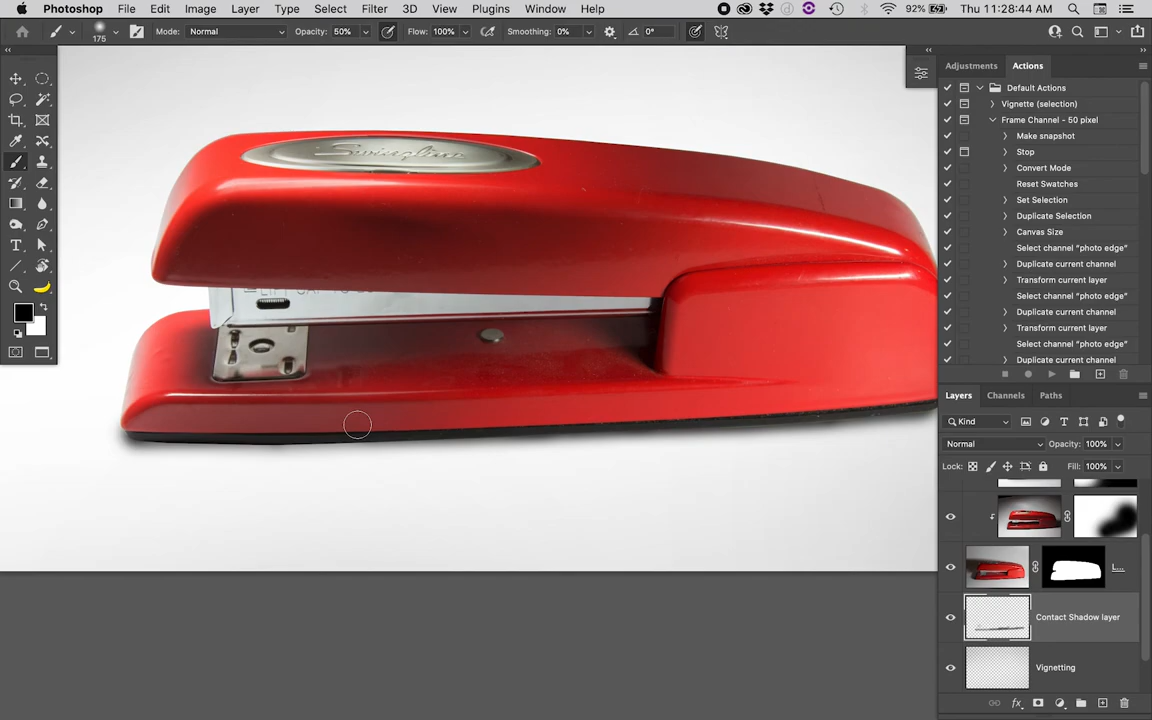 Photoshop File Edit Image Layer Type Select Filter 3D View Plugins Window Help 92% Thu 11:28:44 AM
175 Mode: Normal Opacity: 50% Flow: 100% Smoothing: 0% 0°
Adjustments Actions
Default Actions
Vignette (selection)
Frame Channel - 50 pixel
Make snapshot
Stop
Convert Mode
Reset Swatches
Set Selection
Duplicate Selection
Canvas Size
Select channel "photo edge"
Duplicate current channel
Transform current layer
Select channel "photo edge"
Duplicate current channel
Transform current layer
Select channel "photo edge"
Duplicate current channel
Swingline
Layers Channels Paths
Kind
Normal Opacity: 100%
Lock: Fill: 100%
L...
Contact Shadow layer
Vignetting